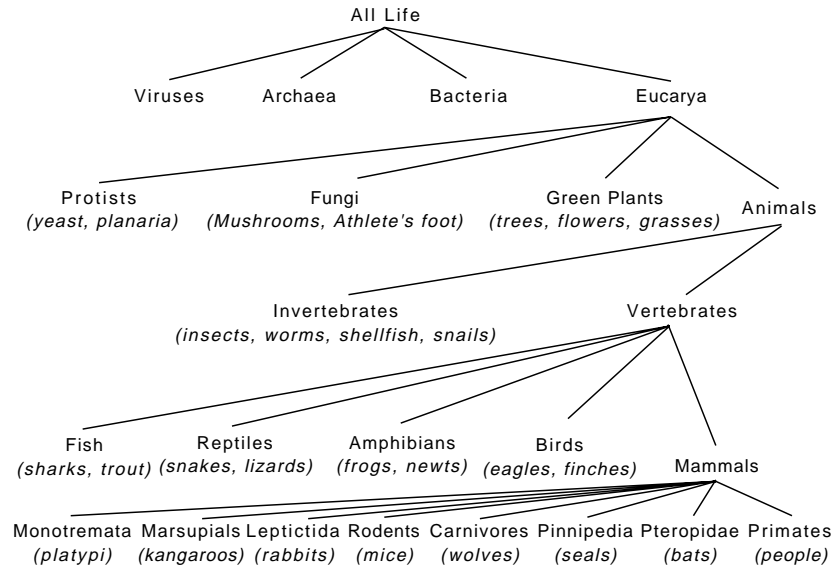 All Life
Viruses Archaea Bacteria Eucarya
Protists Fungi Green Plants Animals
(yeast, planaria) (Mushrooms, Athlete's foot) (trees, flowers, grasses)
Invertebrates Vertebrates
(insects, worms, shellfish, snails)
Fish Reptiles Amphibians Birds Mammals
(sharks, trout) (snakes, lizards) (frogs, newts) (eagles, finches)
Monotremata Marsupials Leptictida Rodents Carnivores Pinnipedia Pteropidae Primates
(platypi) (kangaroos) (rabbits) (mice) (wolves) (seals) (bats) (people)